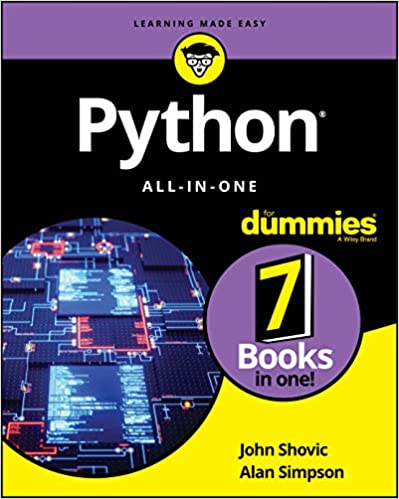 LEARNING MADE EASY
Python®
ALL-IN-ONE
for
dummies®
A Wiley Brand
7
Books
in one!
John Shovic
Alan Simpson